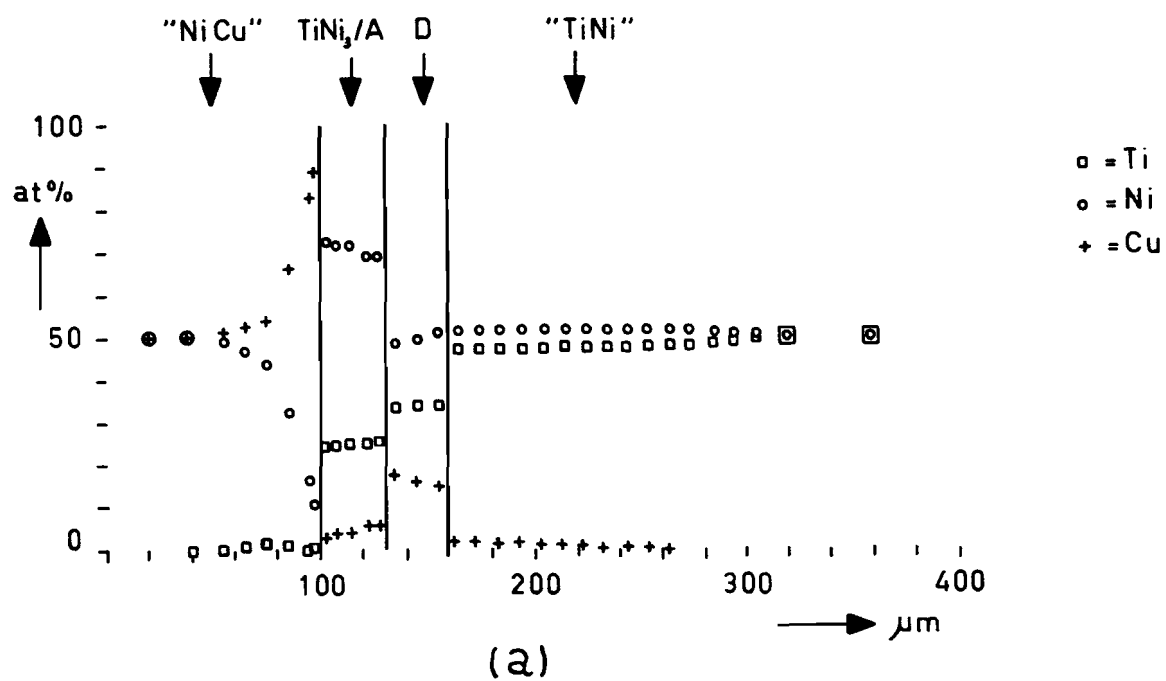 "NiCu" TiNi₃/A D "TiNi"
100
at%
50
0
100 200 300 400
µm
□ = Ti
○ = Ni
+ = Cu
(a)